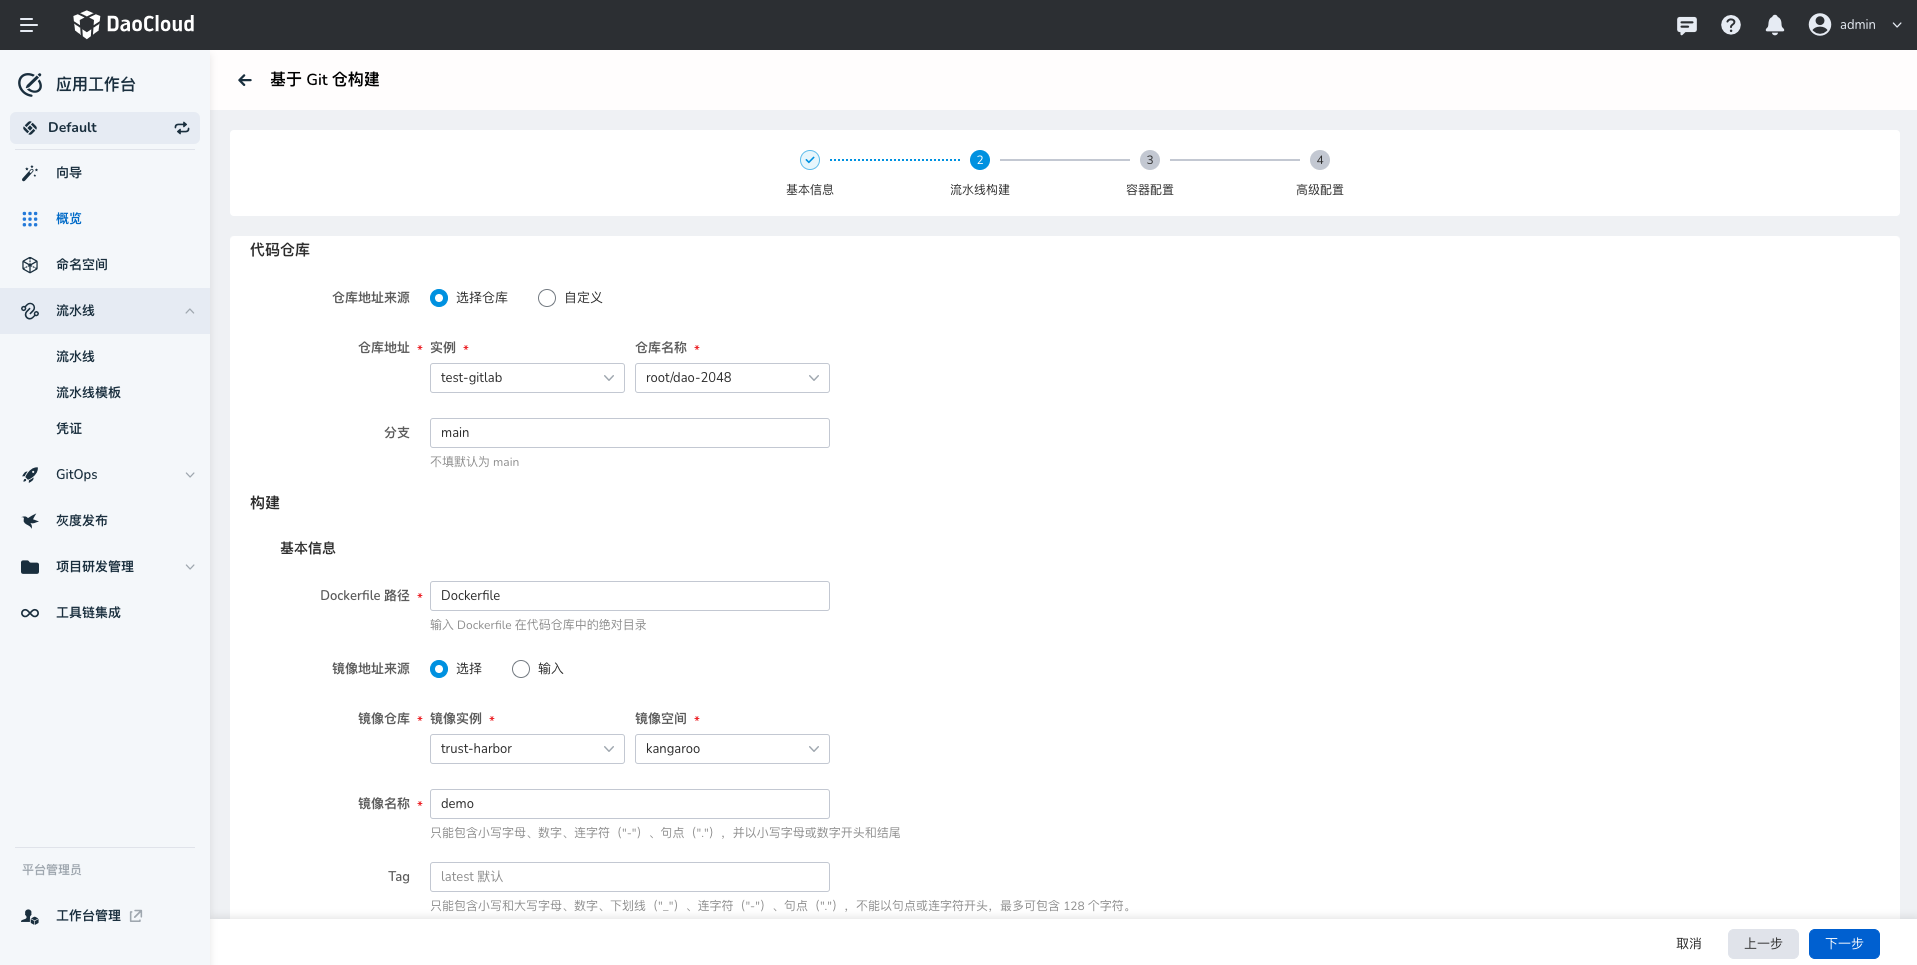 DaoCloud
admin
应用工作台
Default
向导
概览
命名空间
流水线
流水线
流水线模板
凭证
GitOps
灰度发布
项目研发管理
工具链集成
平台管理员
工作台管理
基于 Git 仓构建
2 3 4
基本信息 流水线构建 容器配置 高级配置
代码仓库
仓库地址来源 选择仓库 自定义
仓库地址 * 实例 * 仓库名称 *
test-gitlab root/dao-2048
分支 main
不填默认为 main
构建
基本信息
Dockerfile 路径 * Dockerfile
输入 Dockerfile 在代码仓库中的绝对目录
镜像地址来源 选择 输入
镜像仓库 * 镜像实例 * 镜像空间 *
trust-harbor kangaroo
镜像名称 * demo
只能包含小写字母、数字、连字符（"-"）、句点（"."），并以小写字母或数字开头和结尾
Tag latest 默认
只能包含小写和大写字母、数字、下划线（"_"）、连字符（"-"）、句点（"."），不能以句点或连字符开头，最多可包含 128 个字符。
取消 上一步 下一步